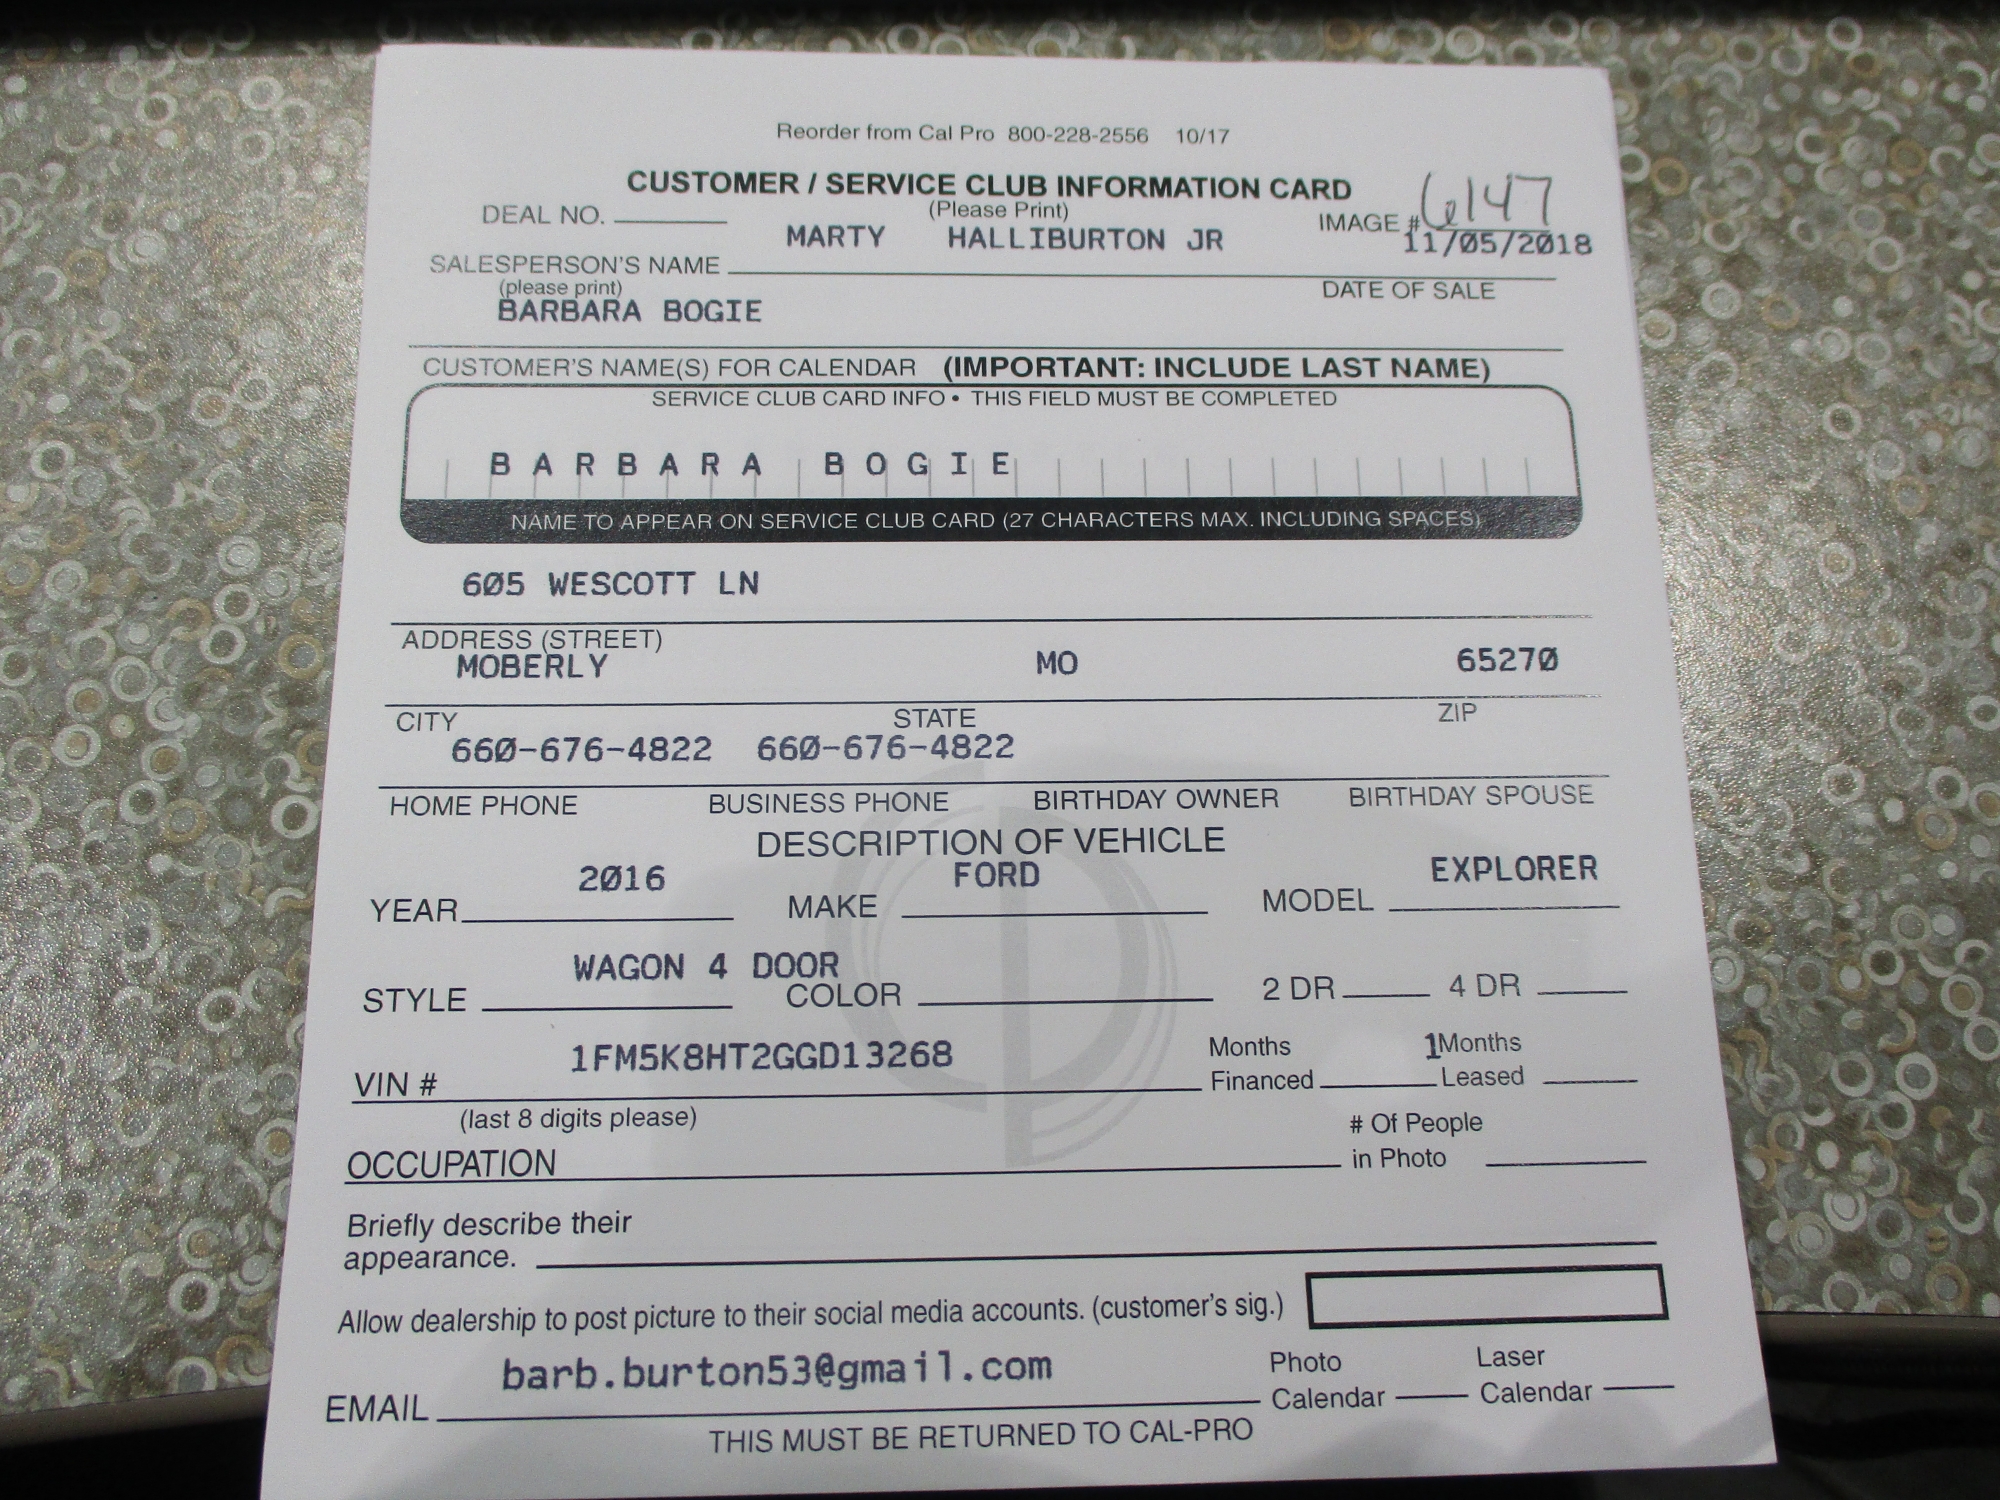 Reorder from Cal Pro 800-228-2556 10/17
CUSTOMER / SERVICE CLUB INFORMATION CARD
(Please Print)
DEAL NO. IMAGE # 6147
MARTY HALLIBURTON JR 11/05/2018
SALESPERSON'S NAME
(please print) DATE OF SALE
BARBARA BOGIE
CUSTOMER'S NAME(S) FOR CALENDAR (IMPORTANT: INCLUDE LAST NAME)
SERVICE CLUB CARD INFO • THIS FIELD MUST BE COMPLETED
BARBARA BOGIE
NAME TO APPEAR ON SERVICE CLUB CARD (27 CHARACTERS MAX. INCLUDING SPACES)
605 WESCOTT LN
ADDRESS (STREET)
MOBERLY MO 65270
CITY STATE ZIP
660-676-4822 660-676-4822
HOME PHONE BUSINESS PHONE BIRTHDAY OWNER BIRTHDAY SPOUSE
DESCRIPTION OF VEHICLE
2016 FORD EXPLORER
YEAR MAKE MODEL
WAGON 4 DOOR
STYLE COLOR 2 DR 4 DR
1FM5K8HT2GGD13268 Months 1 Months
VIN # Financed Leased
(last 8 digits please) # Of People
OCCUPATION in Photo
Briefly describe their
appearance.
Allow dealership to post picture to their social media accounts. (customer's sig.)
barb.burton53@gmail.com Photo Laser
EMAIL Calendar Calendar
THIS MUST BE RETURNED TO CAL-PRO